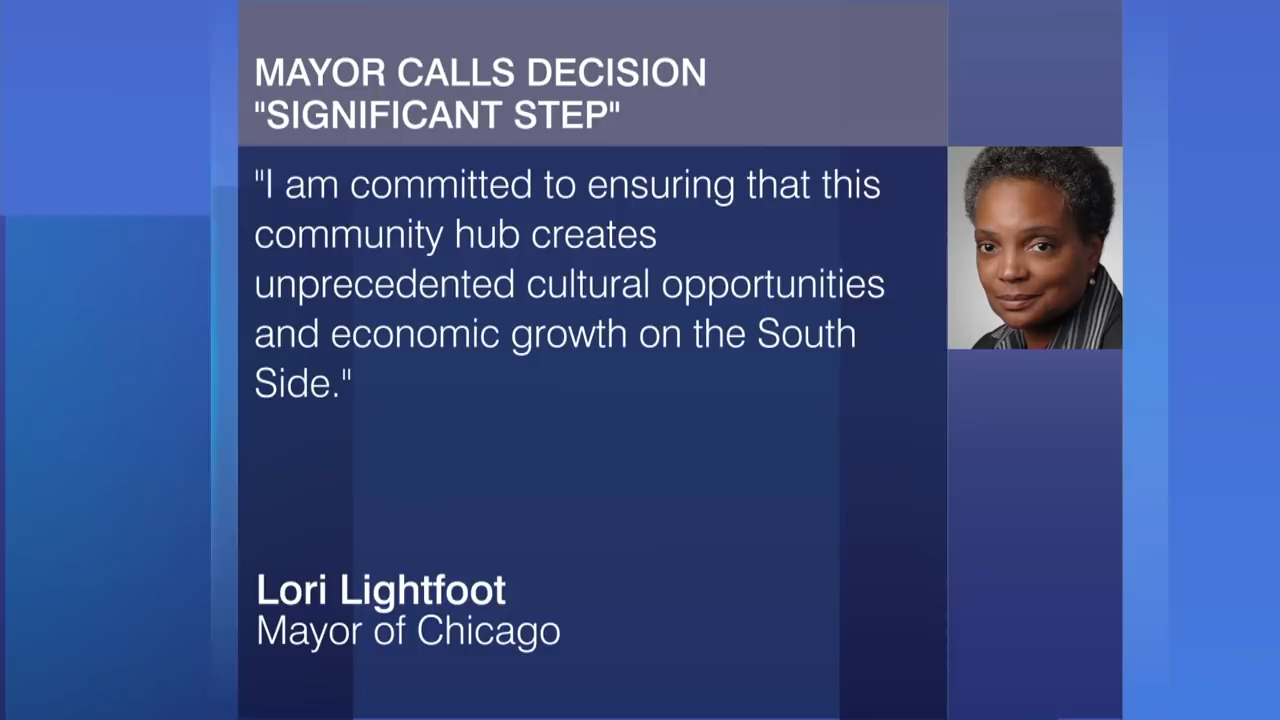 MAYOR CALLS DECISION
"SIGNIFICANT STEP"
"I am committed to ensuring that this
community hub creates
unprecedented cultural opportunities
and economic growth on the South
Side."
Lori Lightfoot
Mayor of Chicago